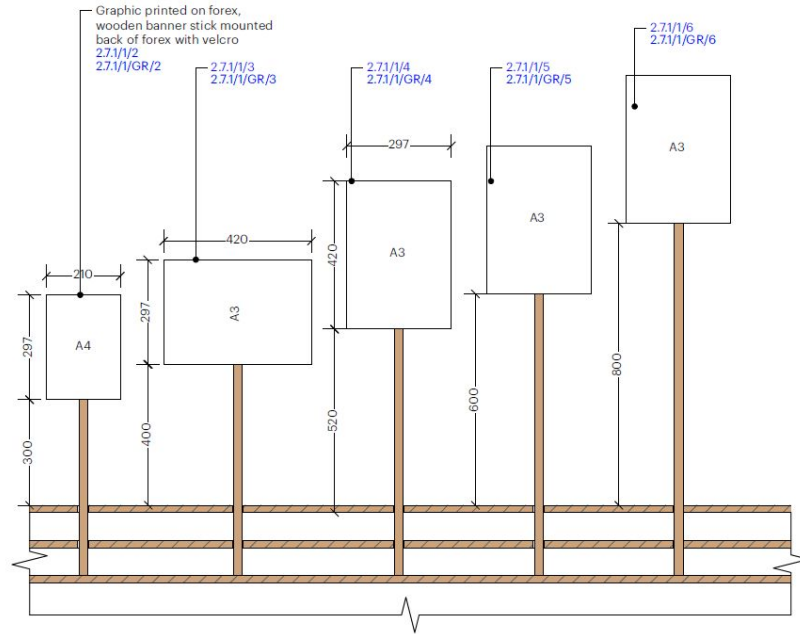 Graphic printed on forex,
wooden banner stick mounted
back of forex with velcro
2.7.1/1/2
2.7.1/1/GR/2
2.7.1/1/3
2.7.1/1/GR/3
2.7.1/1/4
2.7.1/1/GR/4
2.7.1/1/5
2.7.1/1/GR/5
2.7.1/1/6
2.7.1/1/GR/6
210
297
A4
300
420
297
A3
400
297
420
A3
520
A3
600
A3
800